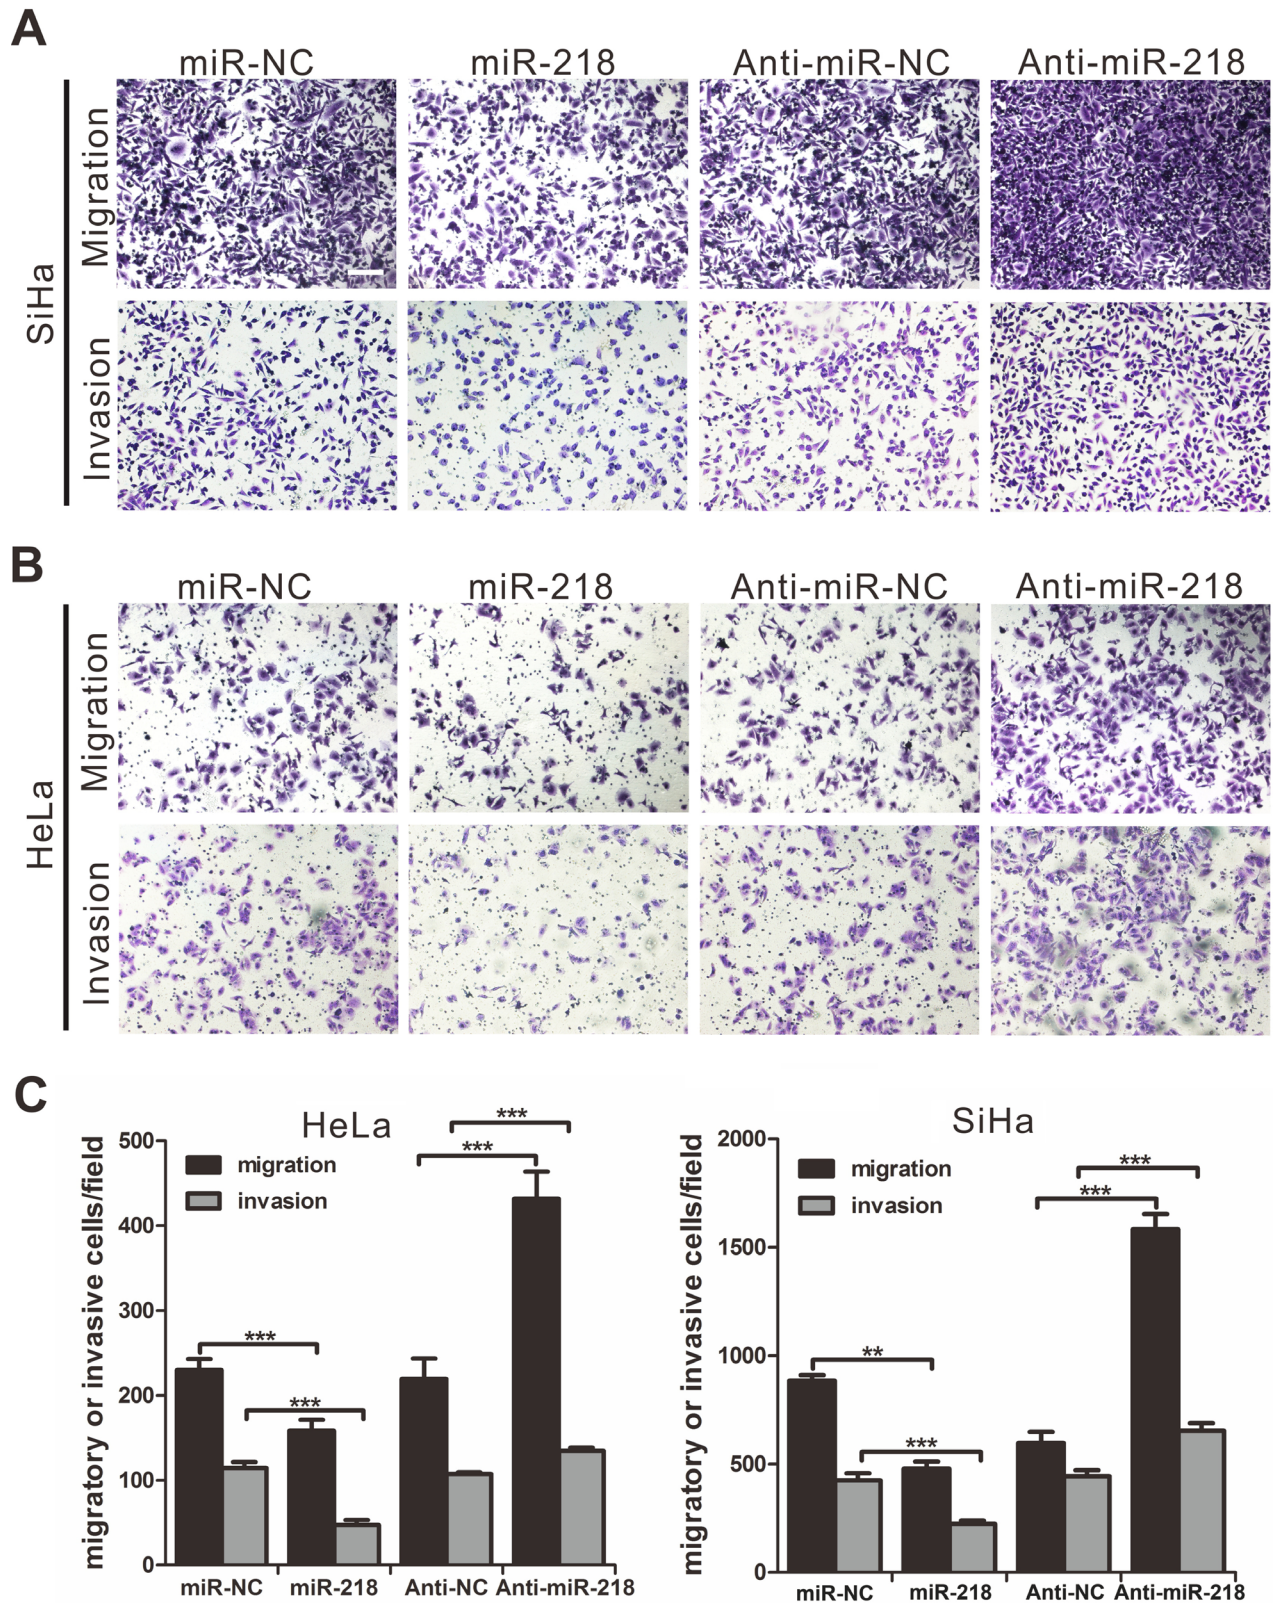 A
miR-NC miR-218 Anti-miR-NC Anti-miR-218
SiHa
Migration
Invasion
B
miR-NC miR-218 Anti-miR-NC Anti-miR-218
HeLa
Migration
Invasion
C
HeLa
migratory or invasive cells/field
500
400
300
200
100
0
migration
invasion
***
***
***
***
miR-NC miR-218 Anti-NC Anti-miR-218
SiHa
migratory or invasive cells/field
2000
1500
1000
500
0
migration
invasion
***
***
**
***
miR-NC miR-218 Anti-NC Anti-miR-218